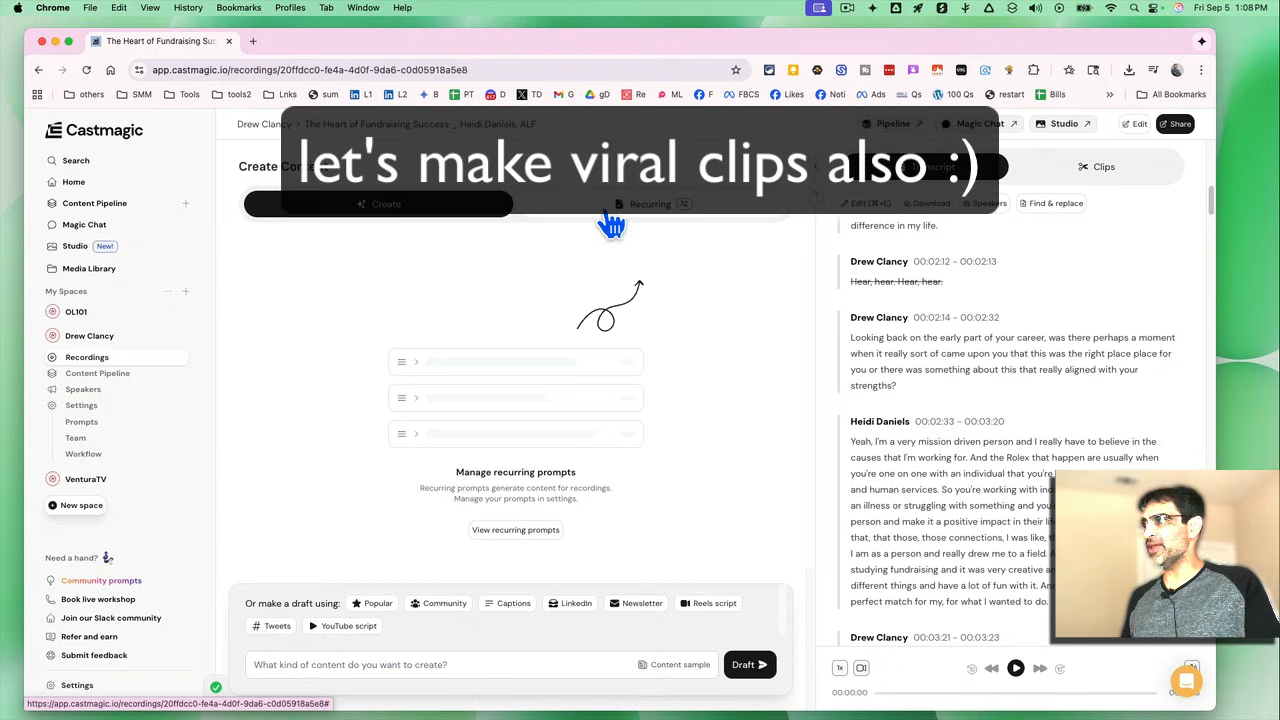 Chrome File Edit View History Bookmarks Profiles Tab Window Help Fri Sep 5 1:08 PM
The Heart of Fundraising Suc
app.castmagic.io/recordings/20ffdcc0-fe4a-4d0f-9da6-c0d05918a5e8
others SMM Tools tools2 Lnks sum L1 L2 B PT D TD G gD Re ML FBCS Likes Noti Ads Qs 100 Qs restart Bills All Bookmarks
Castmagic
Drew Clancy The Heart of Fundraising Success _ Heidi Daniels, ALF
Pipeline Magic Chat Studio Edit Share
let's make viral clips also :)
Search
Home
Content Pipeline
Magic Chat
Studio New!
Media Library
My Spaces
OL101
Drew Clancy
Recordings
Content Pipeline
Speakers
Settings
Prompts
Team
Workflow
VenturaTV
New space
Need a hand?
Community prompts
Book live workshop
Join our Slack community
Refer and earn
Submit feedback
Settings
https://app.castmagic.io/recordings/20ffdcc0-fe4a-4d0f-9da6-c0d05918a5e8#
Create Con
Create
Recurring 12
Manage recurring prompts
Recurring prompts generate content for recordings.
Manage your prompts in settings.
View recurring prompts
Or make a draft using: Popular Community Captions LinkedIn Newsletter Reels script
Tweets YouTube script
What kind of content do you want to create? Content sample Draft
Transcript Clips
Edit (⌘+E) Download Speakers Find & replace
difference in my life.
Drew Clancy 00:02:12 - 00:02:13
Hear, hear. Hear, hear.
Drew Clancy 00:02:14 - 00:02:32
Looking back on the early part of your career, was there perhaps a moment
when it really sort of came upon you that this was the right place place for
you or there was something about this that really aligned with your
strengths?
Heidi Daniels 00:02:33 - 00:03:20
Yeah, I'm a very mission driven person and I really have to believe in the
causes that I'm working for. And the Rolex that happen are usually when
you're one on one with an individual that you're
and human services. So you're working with
an illness or struggling with something and
person and make it a positive impact in their
that, that those, those connections, I was like,
I am as a person and really drew me to a field.
studying fundraising and it was very creative
different things and have a lot of fun with it.
perfect match for my, for what I wanted to do.
Drew Clancy 00:03:21 - 00:03:23
1x
00:00:00